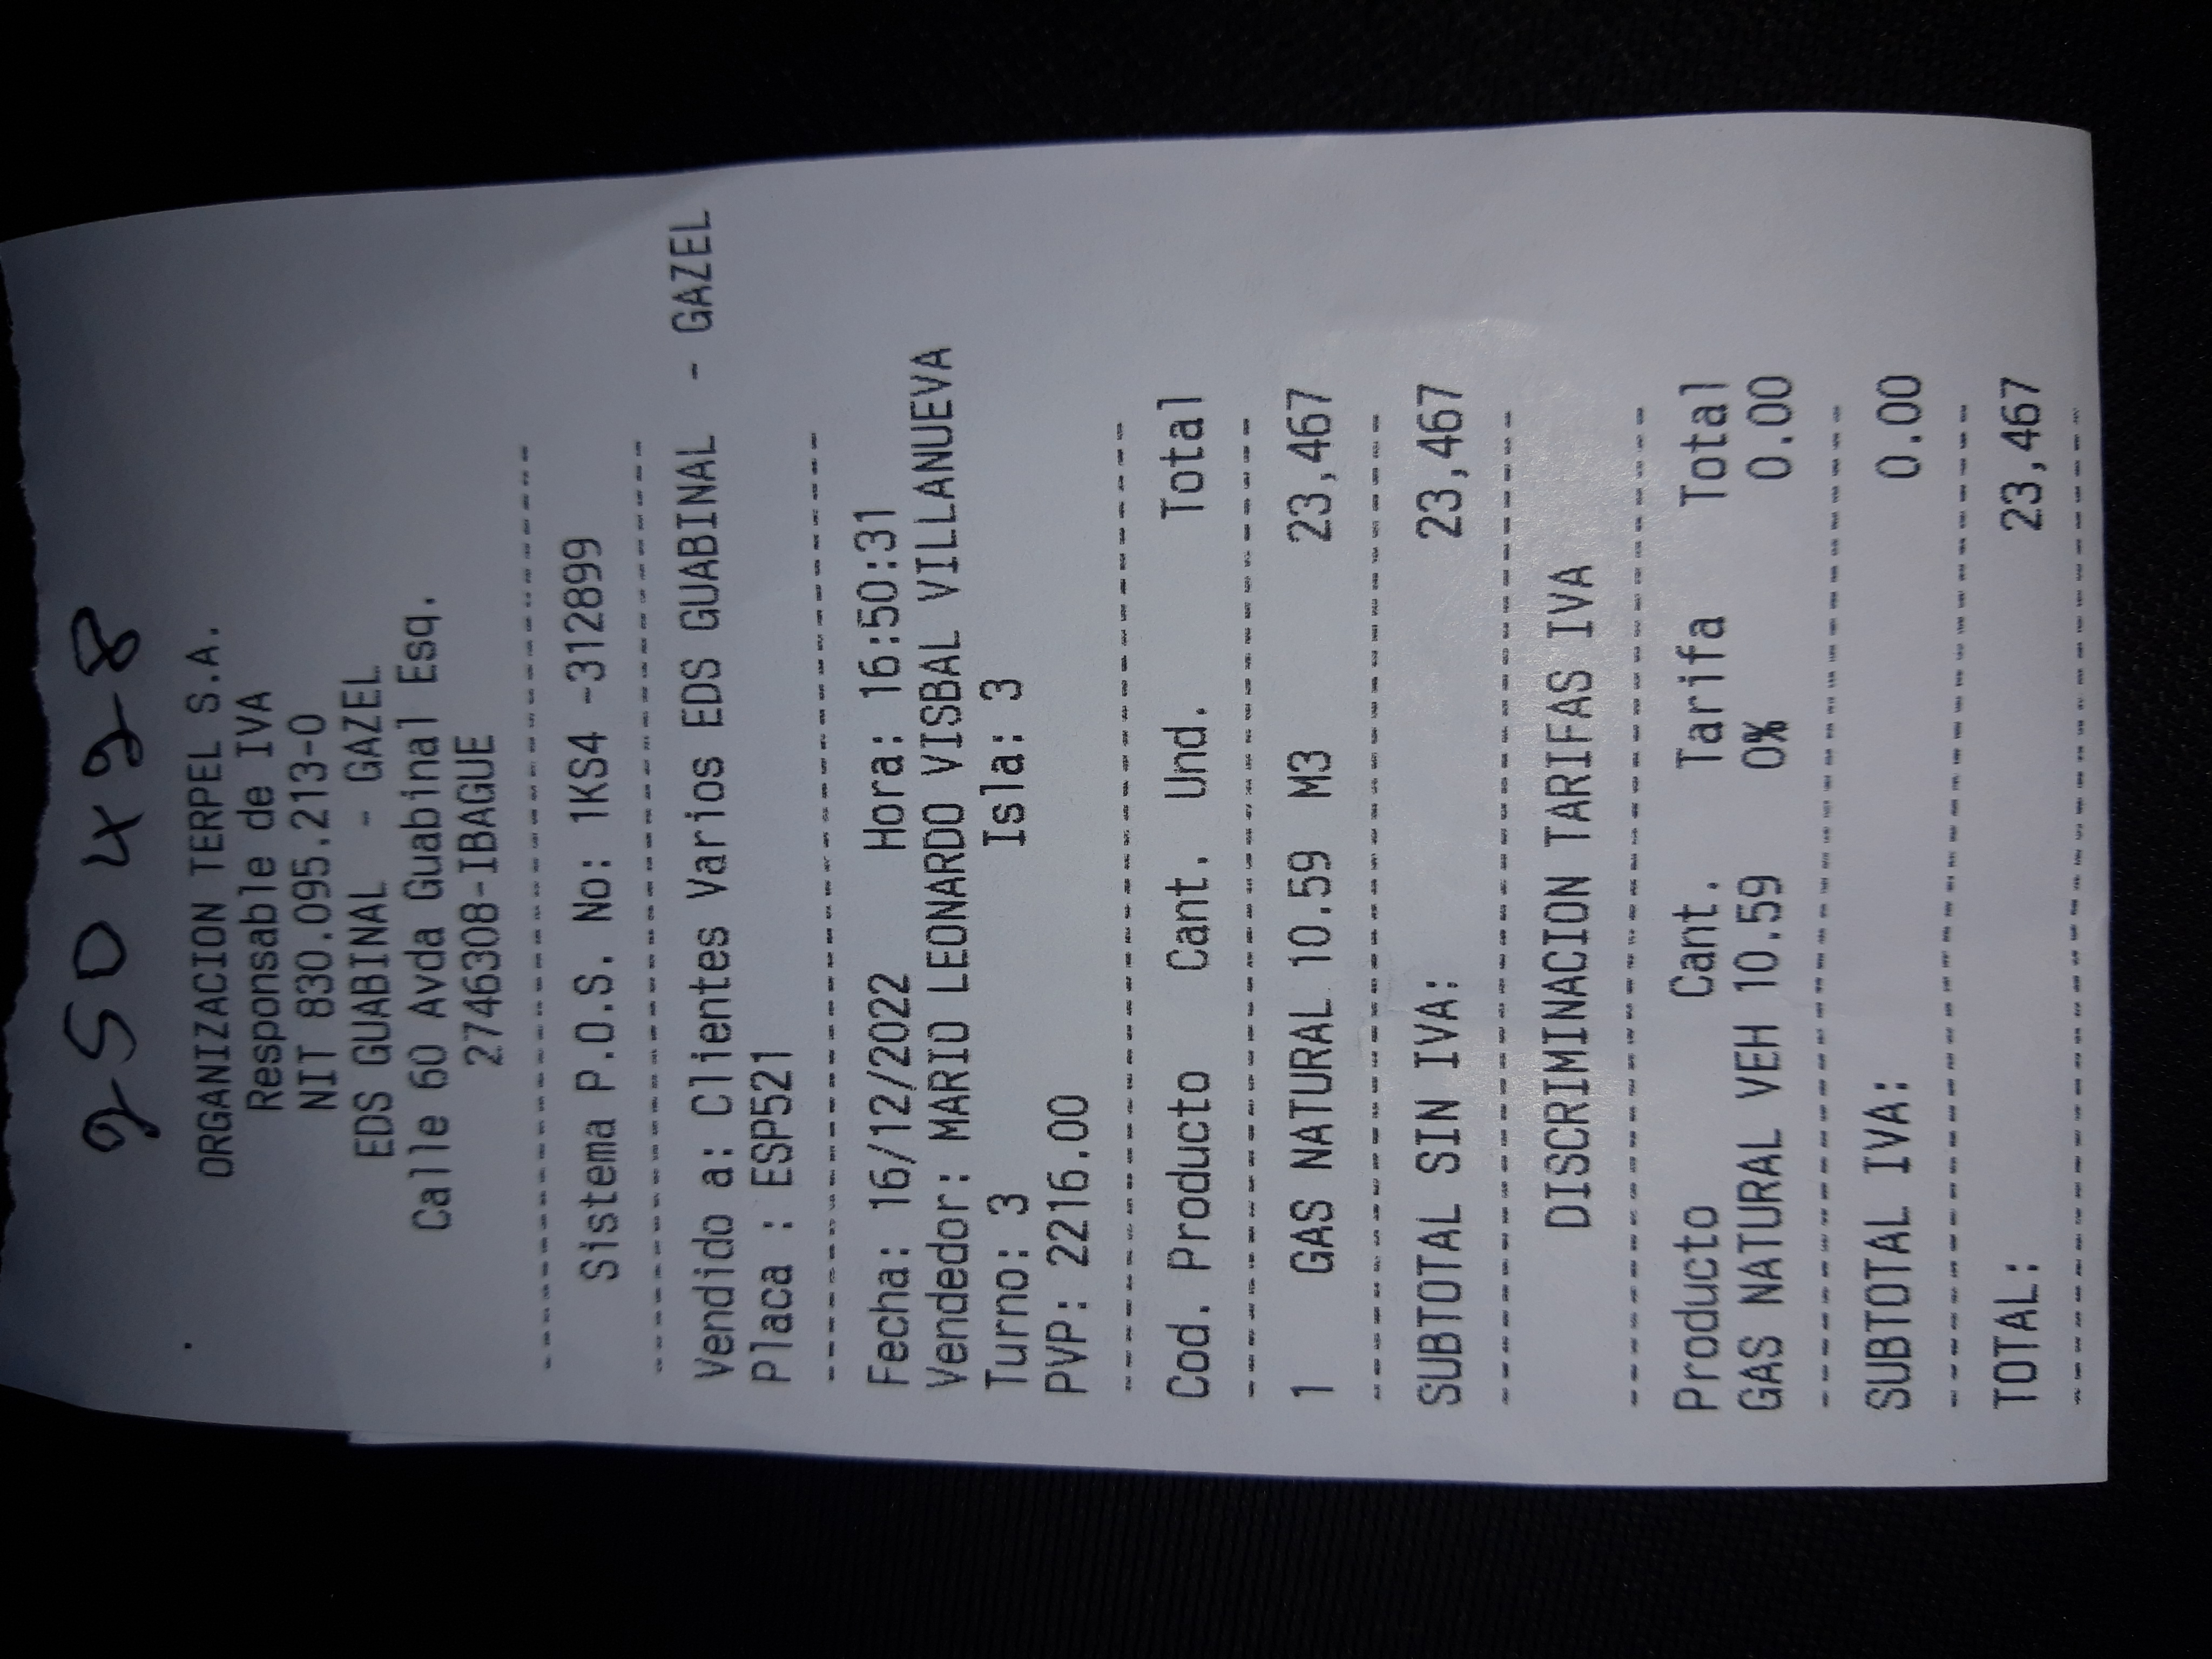 250498
ORGANIZACION TERPEL S.A.
Responsable de IVA
NIT 830.095.213-0
EDS GUABINAL - GAZEL
Calle 60 Avda Guabinal Esq.
2746308-IBAGUE
Sistema P.O.S. No: 1KS4 -312899
Vendido a: Clientes Varios EDS GUABINAL - GAZEL
Placa : ESP521
Fecha: 16/12/2022 Hora: 16:50:31
Vendedor: MARIO LEONARDO VISBAL VILLANUEVA
Turno: 3 Isla: 3
PVP: 2216.00
Cod. Producto Cant. Und. Total
1 GAS NATURAL 10.59 M3 23,467
SUBTOTAL SIN IVA: 23,467
DISCRIMINACION TARIFAS IVA
Producto Cant. Tarifa Total
GAS NATURAL VEH 10.59 0% 0.00
SUBTOTAL IVA: 0.00
TOTAL: 23,467